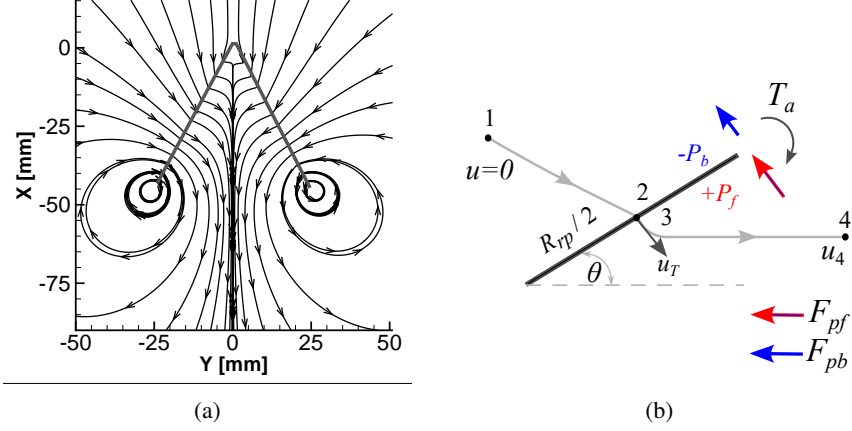 0
-25
-50
-75
X [mm]
-50 -25 0 25 50
Y [mm]
(a)
1
u=0
2
3
4
u₄
-P_b
+P_f
T_a
R_rp/2
θ
u_T
F_pf
F_pb
(b)